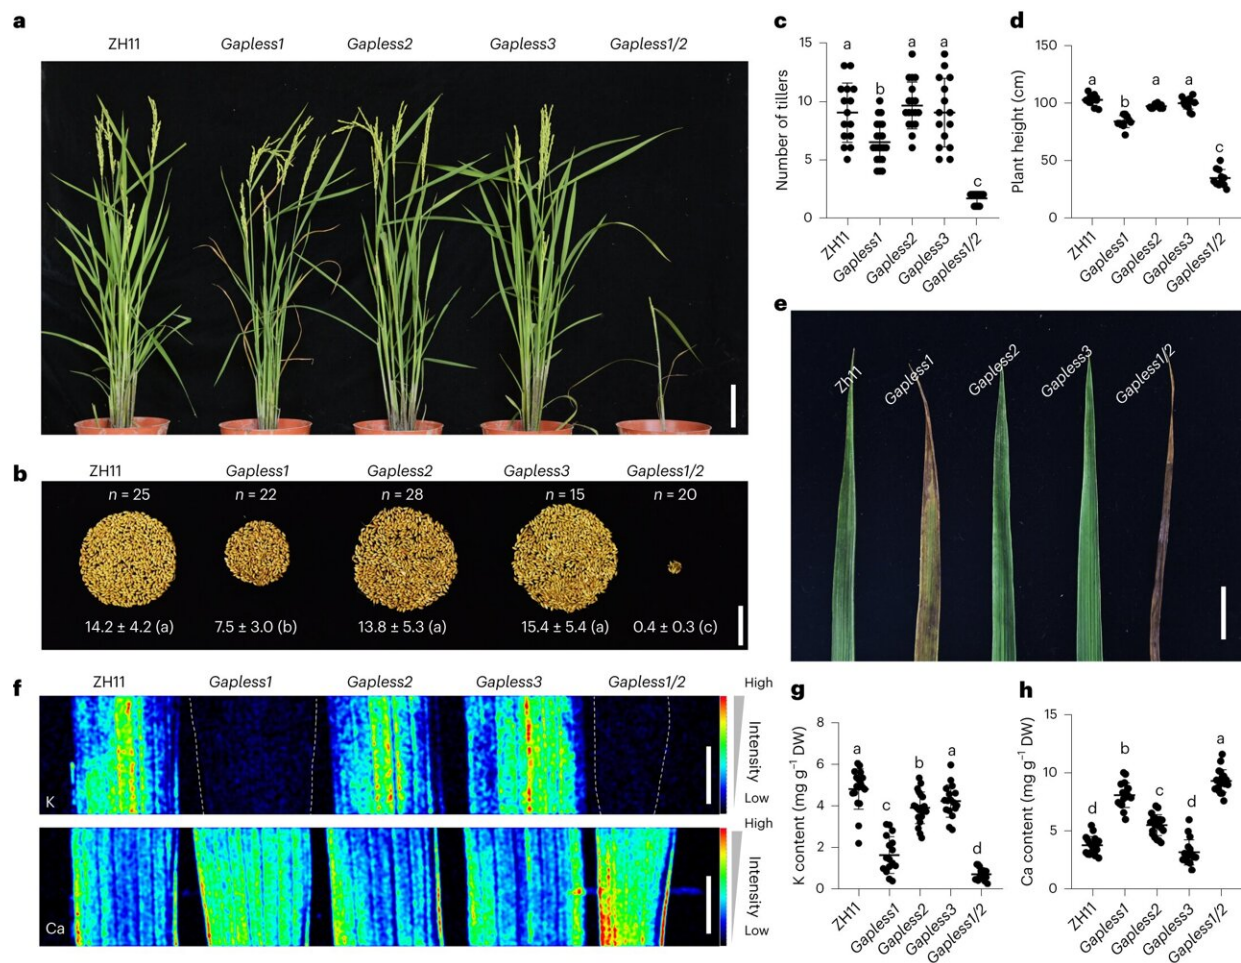 a
ZH11 Gapless1 Gapless2 Gapless3 Gapless1/2
b
ZH11 Gapless1 Gapless2 Gapless3 Gapless1/2
n = 25 n = 22 n = 28 n = 15 n = 20
14.2 ± 4.2 (a) 7.5 ± 3.0 (b) 13.8 ± 5.3 (a) 15.4 ± 5.4 (a) 0.4 ± 0.3 (c)
c
Number of tillers
15
10
5
0
a b a a c
ZH11 Gapless1 Gapless2 Gapless3 Gapless1/2
d
Plant height (cm)
150
100
50
0
a b a a c
ZH11 Gapless1 Gapless2 Gapless3 Gapless1/2
e
Zh11 Gapless1 Gapless2 Gapless3 Gapless1/2
f
ZH11 Gapless1 Gapless2 Gapless3 Gapless1/2
High
Intensity
Low
K
High
Intensity
Low
Ca
g
K content (mg g⁻¹ DW)
8
6
4
2
0
a c b a d
ZH11 Gapless1 Gapless2 Gapless3 Gapless1/2
h
Ca content (mg g⁻¹ DW)
15
10
5
0
d b c d a
ZH11 Gapless1 Gapless2 Gapless3 Gapless1/2